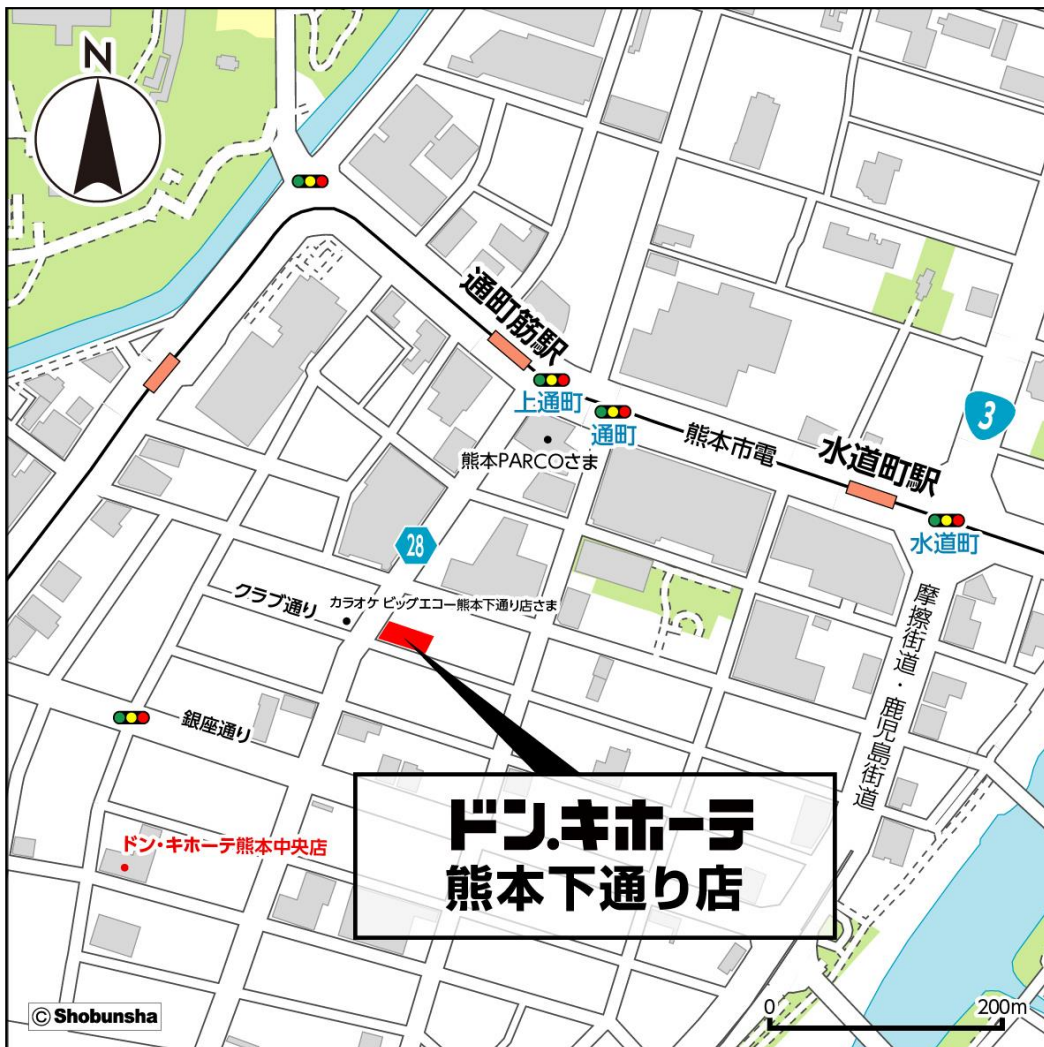 N
通町筋駅
上通町
通町
熊本PARCOさま
熊本市電
水道町駅
3
水道町
28
クラブ通り
カラオケ ビッグエコー熊本下通り店さま
摩擦街道・鹿児島街道
銀座通り
ドン・キホーテ熊本中央店
ドン.キホーテ
熊本下通り店
© Shobunsha
0 200m